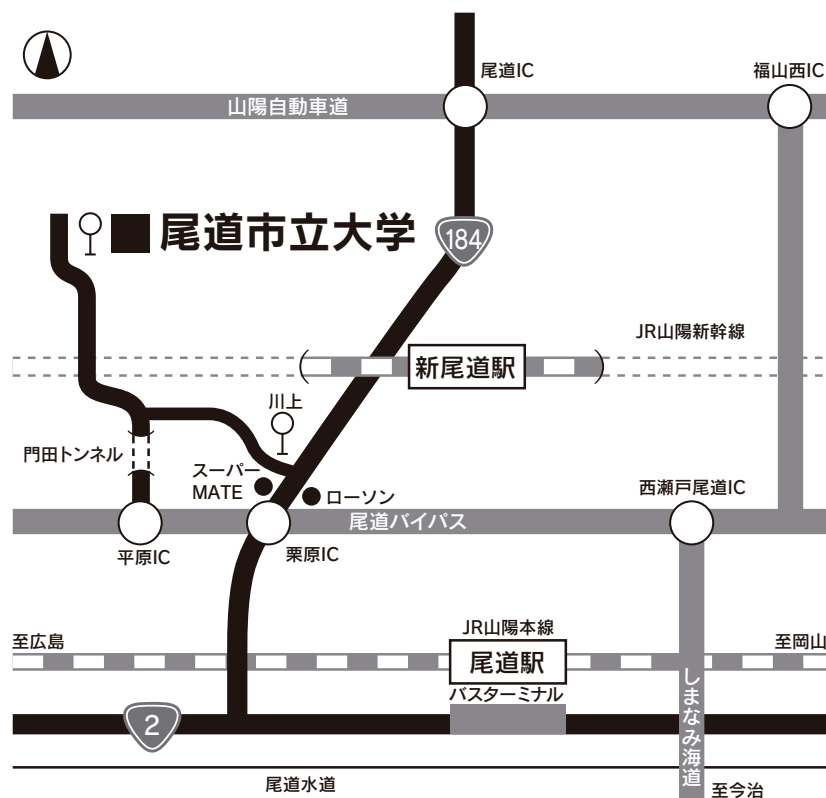 尾道IC
福山西IC
山陽自動車道
尾道市立大学
184
JR山陽新幹線
新尾道駅
川上
門田トンネル
スーパー
MATE
ローソン
西瀬戸尾道IC
尾道バイパス
平原IC
栗原IC
至広島
JR山陽本線
至岡山
尾道駅
バスターミナル
しまなみ海道
2
尾道水道
至今治